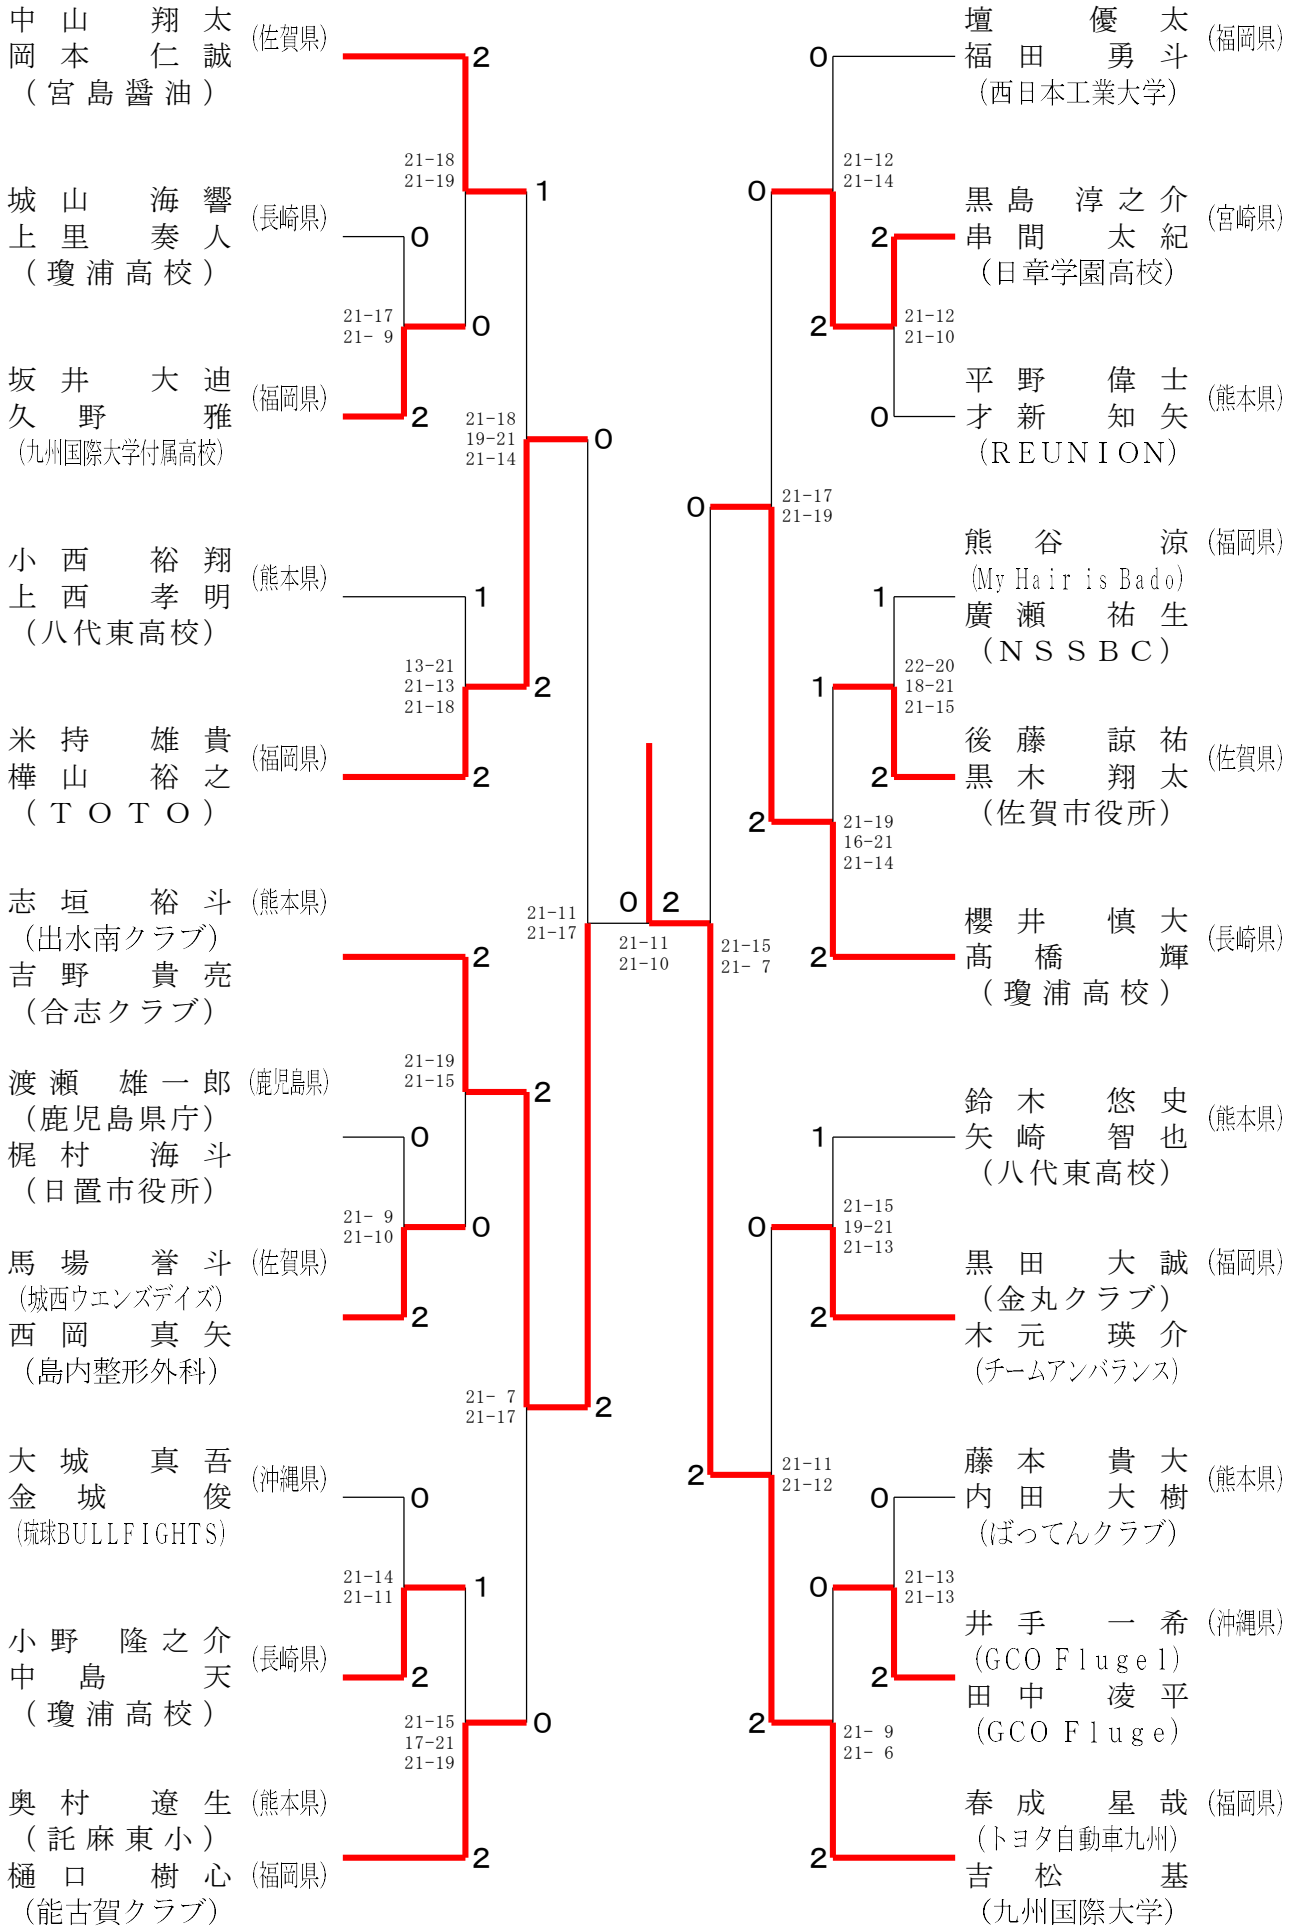 中山 翔太 (佐賀県)
岡本 仁誠
(宮島醤油)
2
21-18
21-19
1
城山 海響 (長崎県)
上里 奏人
(瓊浦高校)
0
21-17
21- 9
0
坂井 大迪 (福岡県)
久野 雅
(九州国際大学付属高校)
2
21-18
19-21
21-14
0
小西 裕翔 (熊本県)
上西 孝明
(八代東高校)
1
13-21
21-13
21-18
2
米持 雄貴 (福岡県)
樺山 裕之
(TOTO)
2
志垣 裕斗 (熊本県)
(出水南クラブ)
吉野 貴亮
(合志クラブ)
2
21-11
21-17
21-19
21-15
2
渡瀬 雄一郎 (鹿児島県)
(鹿児島県庁)
梶村 海斗
(日置市役所)
0
21- 9
21-10
0
馬場 誉斗 (佐賀県)
(城西ウエンズデイズ)
西岡 真矢
(島内整形外科)
2
21- 7
21-17
2
大城 真吾 (沖縄県)
金城 俊
(琉球BULLFIGHTS)
0
21-14
21-11
1
小野 隆之介 (長崎県)
中島 天
(瓊浦高校)
2
21-15
17-21
21-19
0
奥村 遼生 (熊本県)
(託麻東小)
樋口 樹心 (福岡県)
(能古賀クラブ)
2
0 2
21-11
21-10
壇 優太 (福岡県)
福田 勇斗
(西日本工業大学)
0
21-12
21-14
0
黒島 淳之介 (宮崎県)
串間 太紀
(日章学園高校)
2
2
21-12
21-10
平野 偉士 (熊本県)
才新 知矢
(REUNION)
0
0
21-17
21-19
熊谷 涼 (福岡県)
(My Hair is Bado)
廣瀬 祐生
(NSSBC)
1
1
22-20
18-21
21-15
後藤 諒祐 (佐賀県)
黒木 翔太
(佐賀市役所)
2
2
21-19
16-21
21-14
櫻井 慎大 (長崎県)
髙橋 輝
(瓊浦高校)
2
21-15
21- 7
鈴木 悠史 (熊本県)
矢崎 智也
(八代東高校)
1
0
21-15
19-21
21-13
黒田 大誠 (福岡県)
(金丸クラブ)
木元 瑛介
(チームアンバランス)
2
2
21-11
21-12
藤本 貴大 (熊本県)
内田 大樹
(ばってんクラブ)
0
0
21-13
21-13
井手 一希 (沖縄県)
(GCO Flugel)
田中 凌平
(GCO Fluge)
2
2
21- 9
21- 6
春成 星哉 (福岡県)
(トヨタ自動車九州)
吉松 基
(九州国際大学)
2